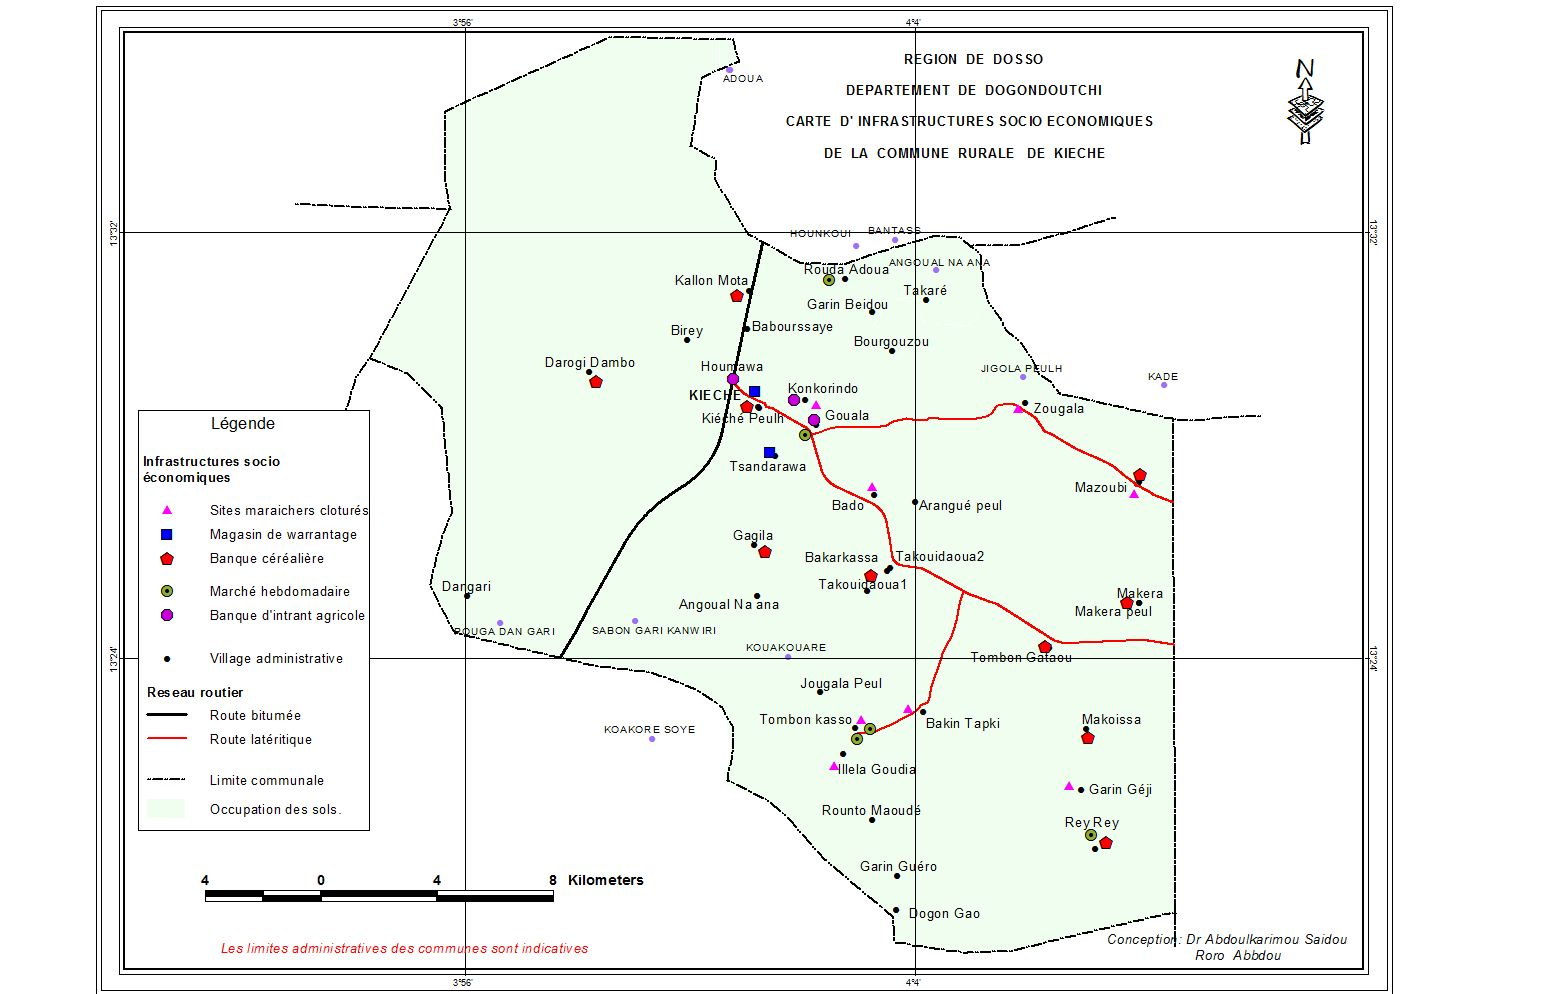 3°56'
4°4'
REGION DE DOSSO
DEPARTEMENT DE DOGONDOUTCHI
CARTE D' INFRASTRUCTURES SOCIO ECONOMIQUES
DE LA COMMUNE RURALE DE KIECHE
N
ADOUA
13°32'
13°32'
HOUNKOUI
BANTASS
ANGOUAL NA ANA
Rouda Adoua
Kallon Mota
Takaré
Garin Beidou
Babourssaye
Birey
Bourgouzou
Darogi Dambo
Houmawa
JIGOLA PEULH
KADE
KIECHE
Konkorindo
Zougala
Kiéché Peulh
Gouala
Tsandarawa
Mazoubi
Bado
Arangué peul
Gagila
Bakarkassa
Takouidaoua2
Takouidaoua1
Dangari
Angoual Na ana
Makera
Makera peul
ROUGA DAN GARI
SABON GARI KANWIRI
KOUAKOUARE
Tombon Gataou
13°24'
13°24'
Jougala Peul
Tombon kasso
Bakin Tapki
Makoissa
KOAKORE SOYE
Illela Goudia
Garin Géji
Rounto Maoudé
Rey Rey
Garin Guéro
Dogon Gao
Légende
Infrastructures socio
économiques
Sites maraichers cloturés
Magasin de warrantage
Banque céréalière
Marché hebdomadaire
Banque d'intrant agricole
Village administrative
Reseau routier
Route bitumée
Route latéritique
Limite communale
Occupation des sols.
4 0 4 8 Kilometers
Les limites administratives des communes sont indicatives
Conception: Dr Abdoulkarimou Saidou
Roro Abbdou
3°56'
4°4'